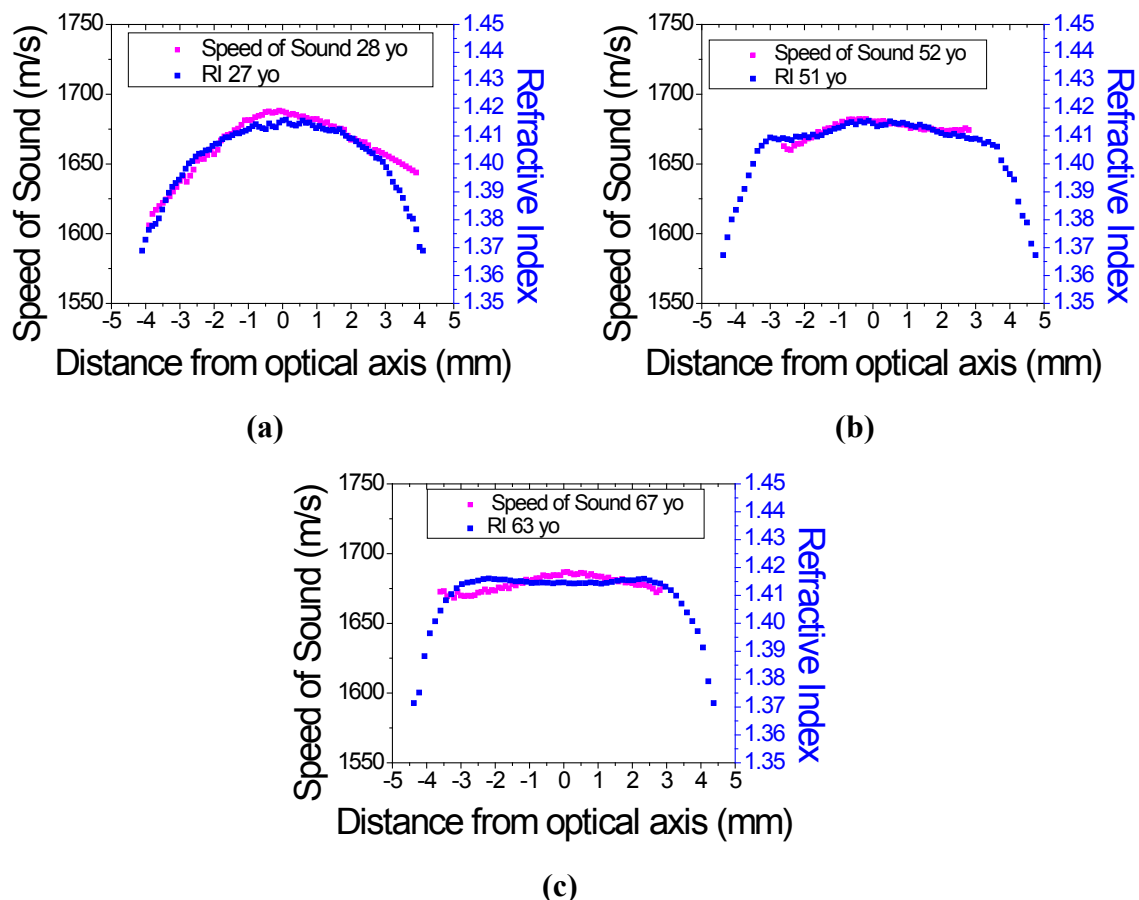 Speed of Sound (m/s)
1750
1700
1650
1600
1550
Speed of Sound 28 yo
RI 27 yo
1.45
1.44
1.43
1.42
1.41
1.40
1.39
1.38
1.37
1.36
1.35
Refractive Index
-5 -4 -3 -2 -1 0 1 2 3 4 5
Distance from optical axis (mm)
(a)
Speed of Sound (m/s)
1750
1700
1650
1600
1550
Speed of Sound 52 yo
RI 51 yo
1.45
1.44
1.43
1.42
1.41
1.40
1.39
1.38
1.37
1.36
1.35
Refractive Index
-5 -4 -3 -2 -1 0 1 2 3 4 5
Distance from optical axis (mm)
(b)
Speed of Sound (m/s)
1750
1700
1650
1600
1550
Speed of Sound 67 yo
RI 63 yo
1.45
1.44
1.43
1.42
1.41
1.40
1.39
1.38
1.37
1.36
1.35
Refractive Index
-5 -4 -3 -2 -1 0 1 2 3 4 5
Distance from optical axis (mm)
(c)